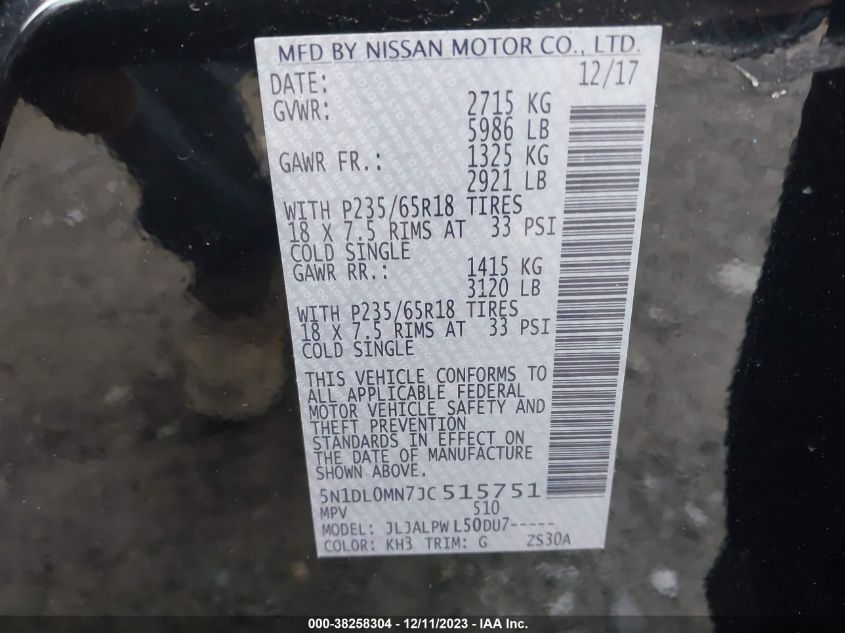 MFD BY NISSAN MOTOR CO., LTD.
DATE: 12/17
GVWR: 2715 KG
5986 LB
GAWR FR.: 1325 KG
2921 LB
WITH P235/65R18 TIRES
18 X 7.5 RIMS AT 33 PSI
COLD SINGLE
GAWR RR.: 1415 KG
3120 LB
WITH P235/65R18 TIRES
18 X 7.5 RIMS AT 33 PSI
COLD SINGLE
THIS VEHICLE CONFORMS TO
ALL APPLICABLE FEDERAL
MOTOR VEHICLE SAFETY AND
THEFT PREVENTION
STANDARDS IN EFFECT ON
THE DATE OF MANUFACTURE
SHOWN ABOVE.
5N1DL0MN7JC515751
MPV 510
MODEL: JLJALPWL50DU7-----
COLOR: KH3 TRIM: G ZS30A
000-38258304 - 12/11/2023 - IAA Inc.